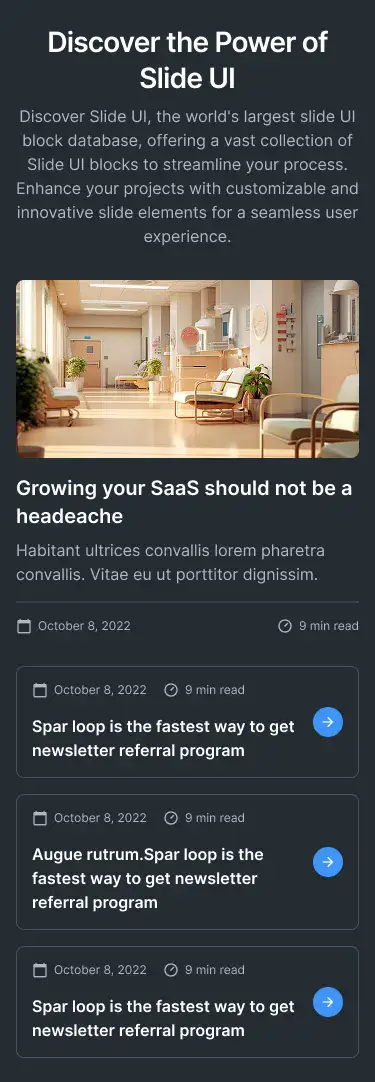 Discover the Power of
Slide UI
Discover Slide UI, the world's largest slide UI
block database, offering a vast collection of
Slide UI blocks to streamline your process.
Enhance your projects with customizable and
innovative slide elements for a seamless user
experience.
Growing your SaaS should not be a
headeache
Habitant ultrices convallis lorem pharetra
convallis. Vitae eu ut porttitor dignissim.
October 8, 2022 9 min read
October 8, 2022 9 min read
Spar loop is the fastest way to get
newsletter referral program
October 8, 2022 9 min read
Augue rutrum.Spar loop is the
fastest way to get newsletter
referral program
October 8, 2022 9 min read
Spar loop is the fastest way to get
newsletter referral program